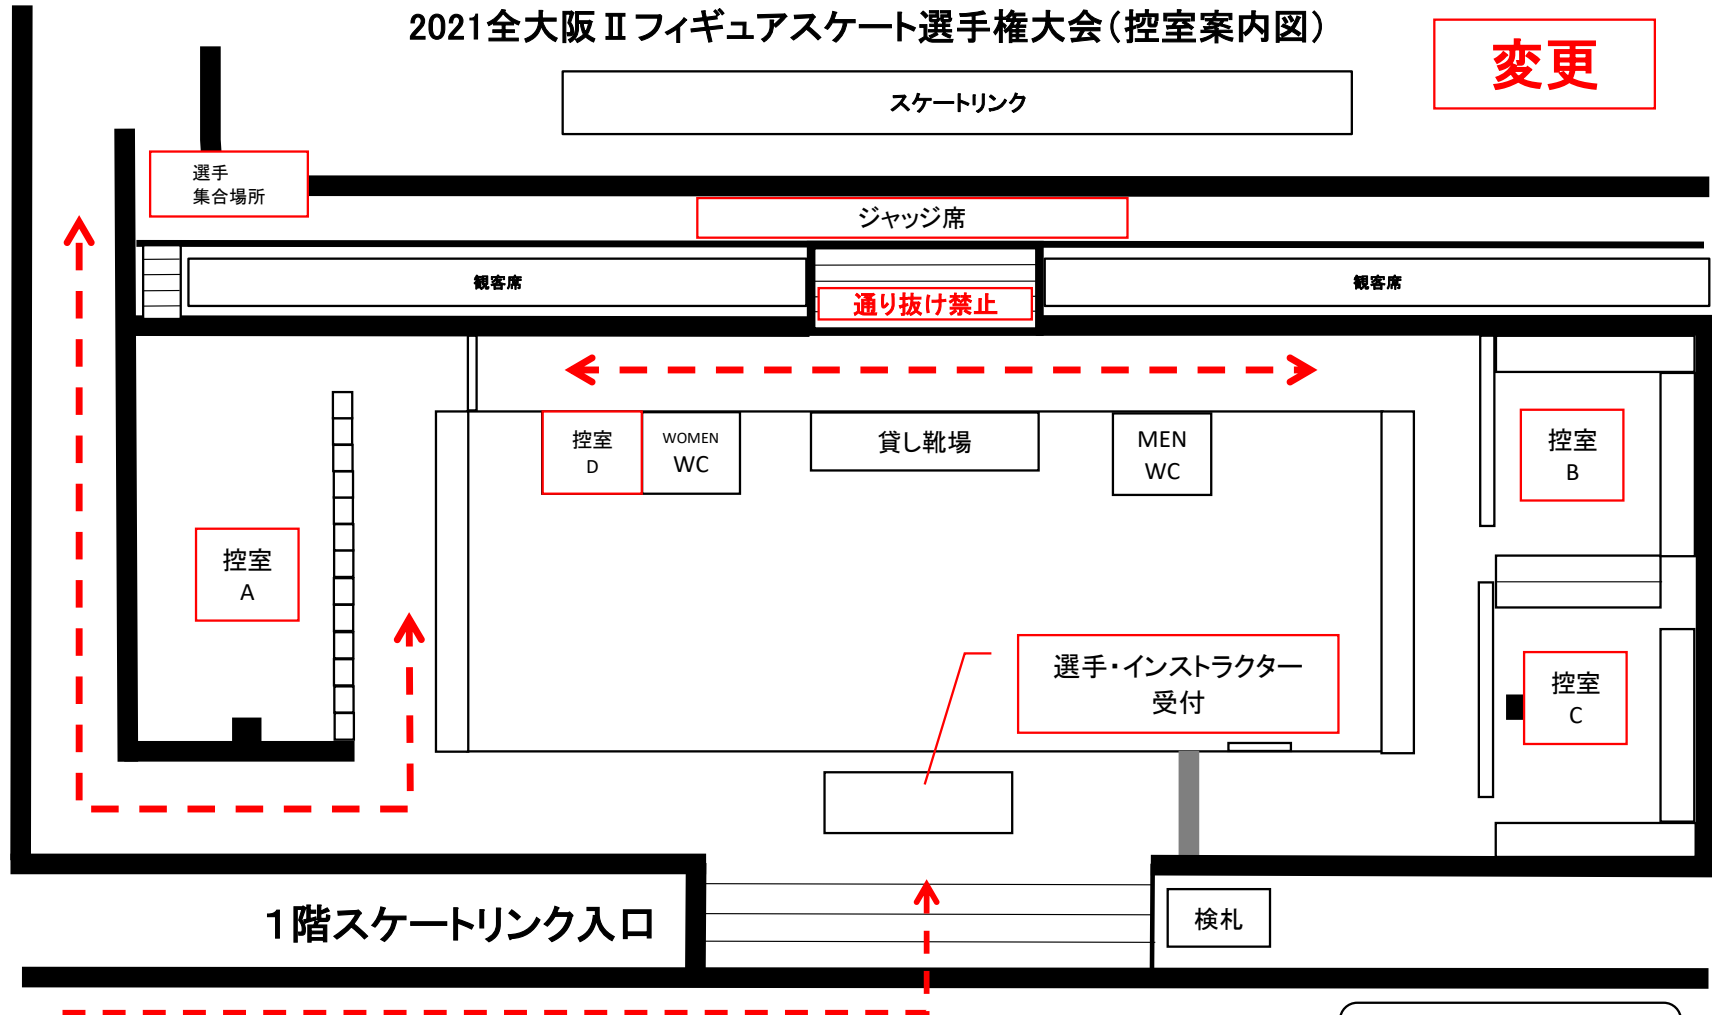 2021全大阪Ⅱフィギュアスケート選手権大会(控室案内図)
変更
スケートリンク
選手
集合場所
ジャッジ席
観客席
通り抜け禁止
観客席
控室
D
WOMEN
WC
貸し靴場
MEN
WC
控室
B
控室
A
選手・インストラクター
受付
控室
C
1階スケートリンク入口
検札